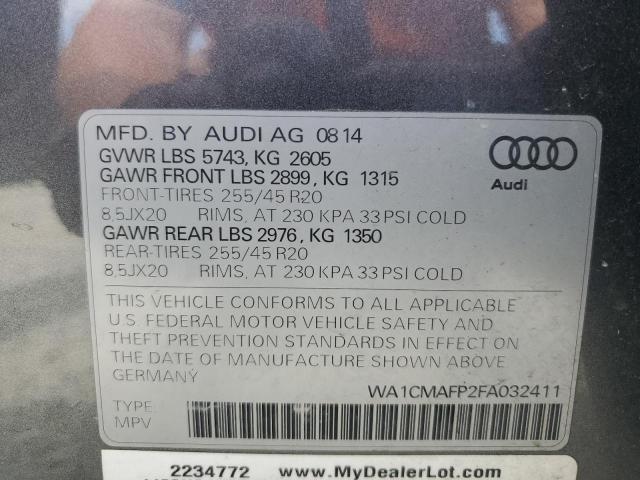 MFD. BY AUDI AG 0814
GVWR LBS 5743, KG 2605
GAWR FRONT LBS 2899, KG 1315
FRONT-TIRES 255/45 R20
8,5JX20 RIMS, AT 230 KPA 33 PSI COLD
GAWR REAR LBS 2976, KG 1350
REAR-TIRES 255/45 R20
8,5JX20 RIMS, AT 230 KPA 33 PSI COLD
Audi
THIS VEHICLE CONFORMS TO ALL APPLICABLE
U.S. FEDERAL MOTOR VEHICLE SAFETY AND
THEFT PREVENTION STANDARDS IN EFFECT ON
THE DATE OF MANUFACTURE SHOWN ABOVE
GERMANY
WA1CMAFP2FA032411
TYPE:
MPV
2234772 www.MyDealerLot.com